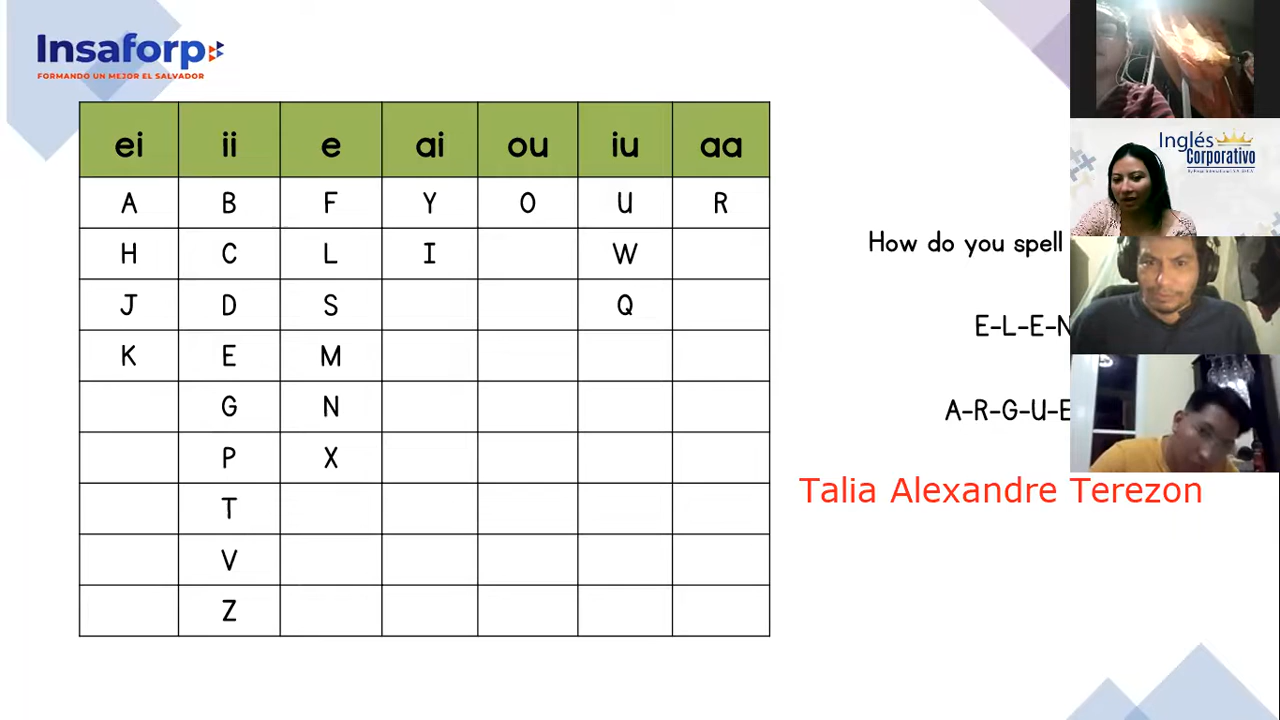 Insaforp
FORMANDO UN MEJOR EL SALVADOR
ei ii e ai ou iu aa
A B F Y O U R
H C L I W
J D S Q
K E M
G N
P X
T
V
Z
How do you spell
E-L-E-N
A-R-G-U-E
Talia Alexandre Terezon
Inglés
Corporativo